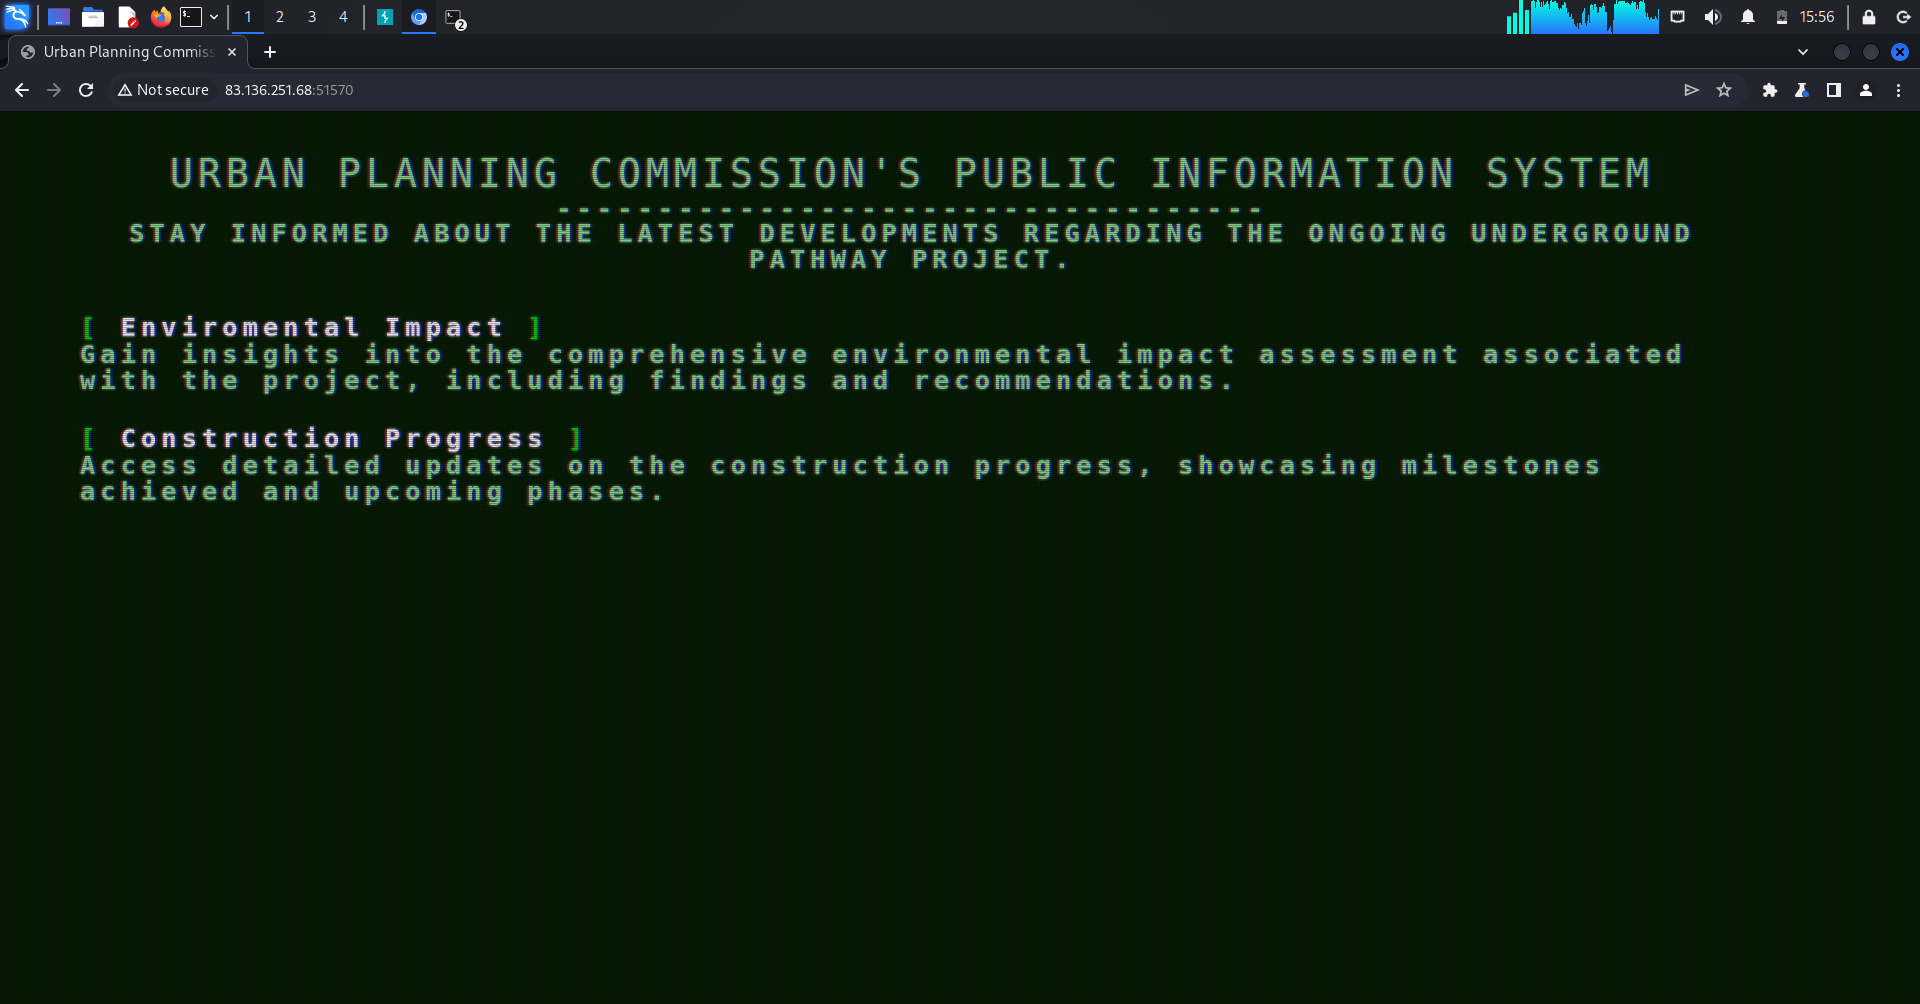 1 2 3 4 2 15:56
Urban Planning Commiss
Not secure 83.136.251.68:51570
URBAN PLANNING COMMISSION'S PUBLIC INFORMATION SYSTEM
-----------------------------------
STAY INFORMED ABOUT THE LATEST DEVELOPMENTS REGARDING THE ONGOING UNDERGROUND
PATHWAY PROJECT.
[ Enviromental Impact ]
Gain insights into the comprehensive environmental impact assessment associated
with the project, including findings and recommendations.
[ Construction Progress ]
Access detailed updates on the construction progress, showcasing milestones
achieved and upcoming phases.